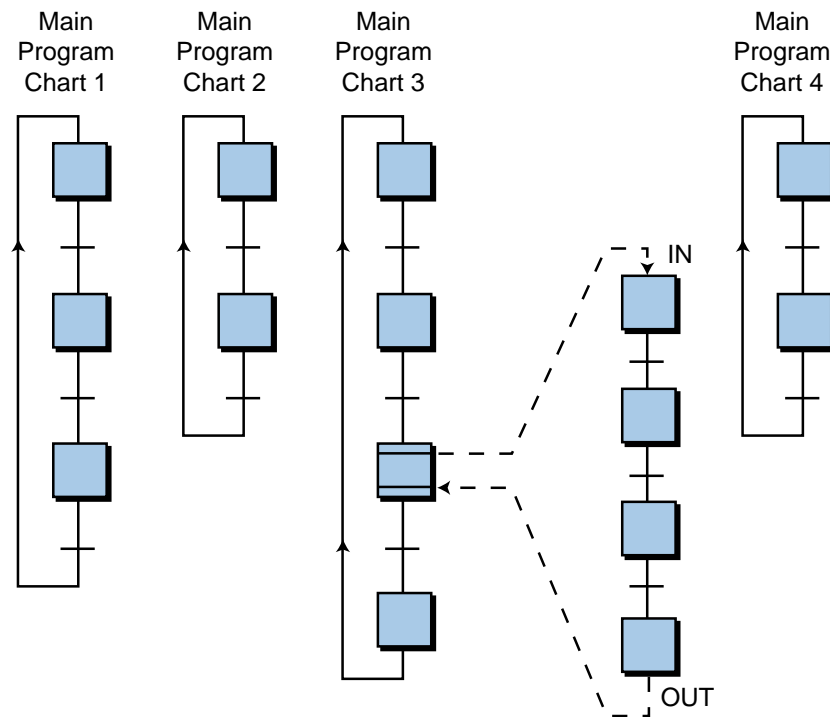 Main
Program
Chart 1
Main
Program
Chart 2
Main
Program
Chart 3
Main
Program
Chart 4
IN
OUT